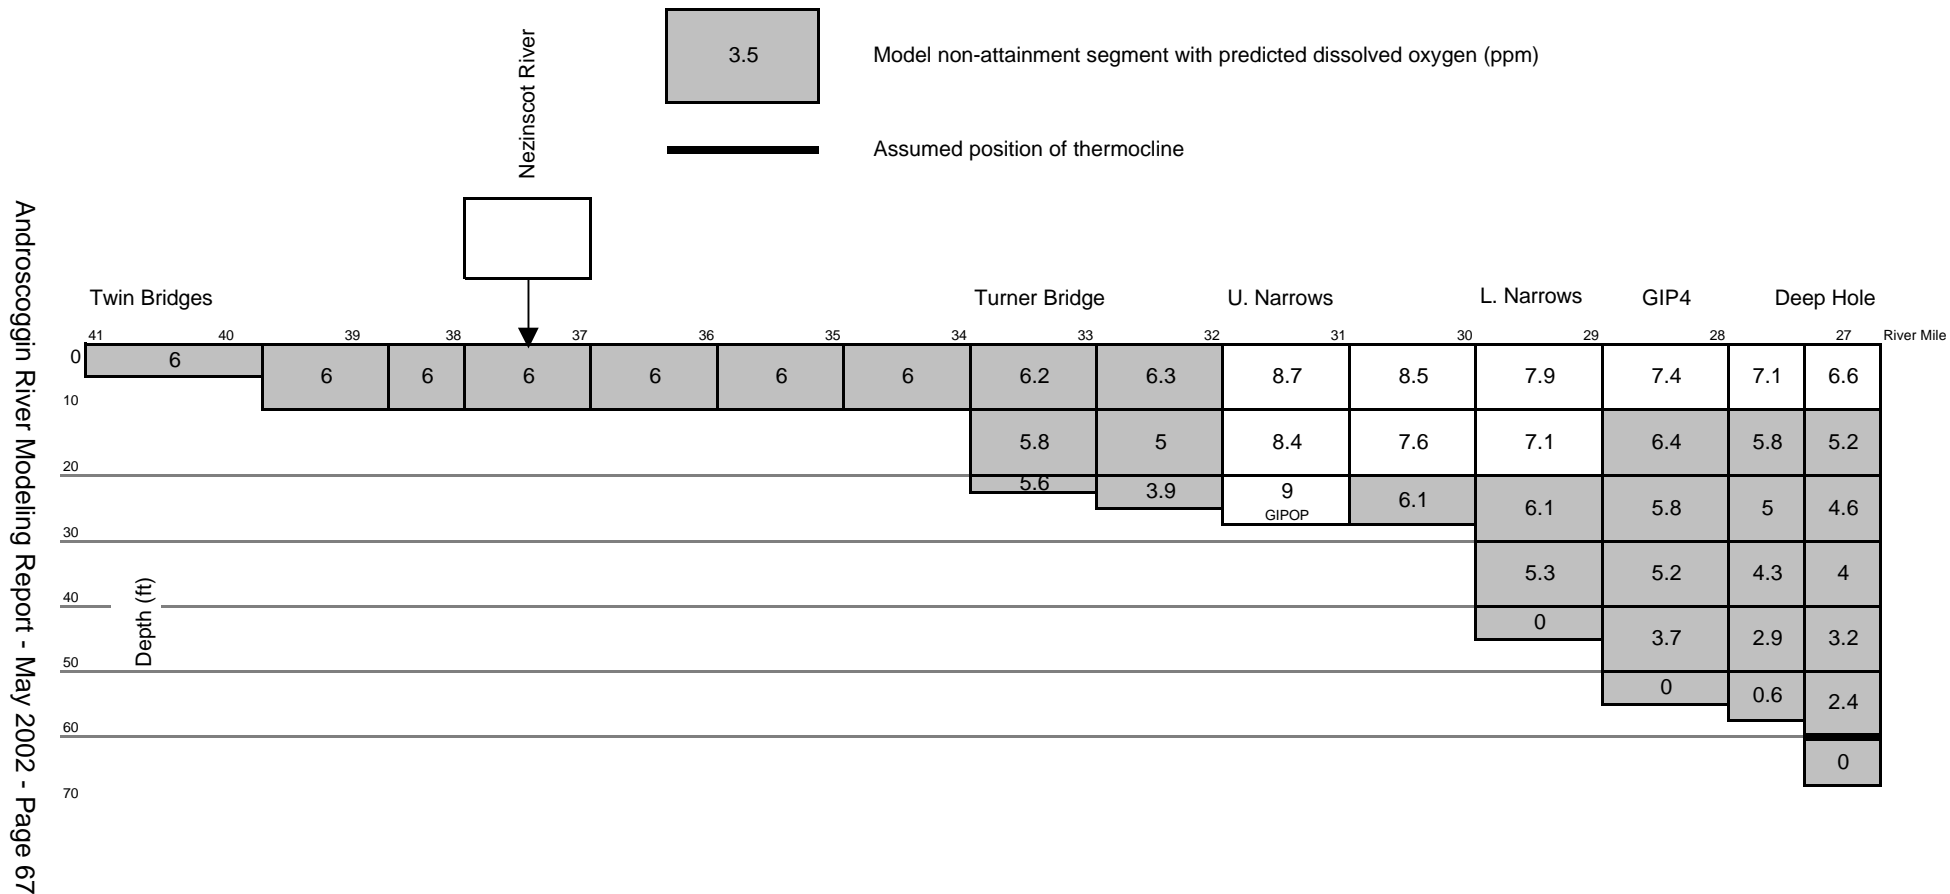 3.5
Model non-attainment segment with predicted dissolved oxygen (ppm)
Nezinscot River
Assumed position of thermocline
Androscoggin River Modeling Report - May 2002 - Page 67
Twin Bridges Turner Bridge U. Narrows L. Narrows GIP4 Deep Hole
41 40 39 38 37 36 35 34 33 32 31 30 29 28 27 River Mile
0
6
6 6 6 6 6 6 6.2 6.3 8.7 8.5 7.9 7.4 7.1 6.6
10
5.8 5 8.4 7.6 7.1 6.4 5.8 5.2
20
5.6 3.9 9 6.1 6.1 5.8 5 4.6
GIPOP
30
5.3 5.2 4.3 4
40
Depth (ft)
0 3.7 2.9 3.2
50
0 0.6 2.4
60
0
70